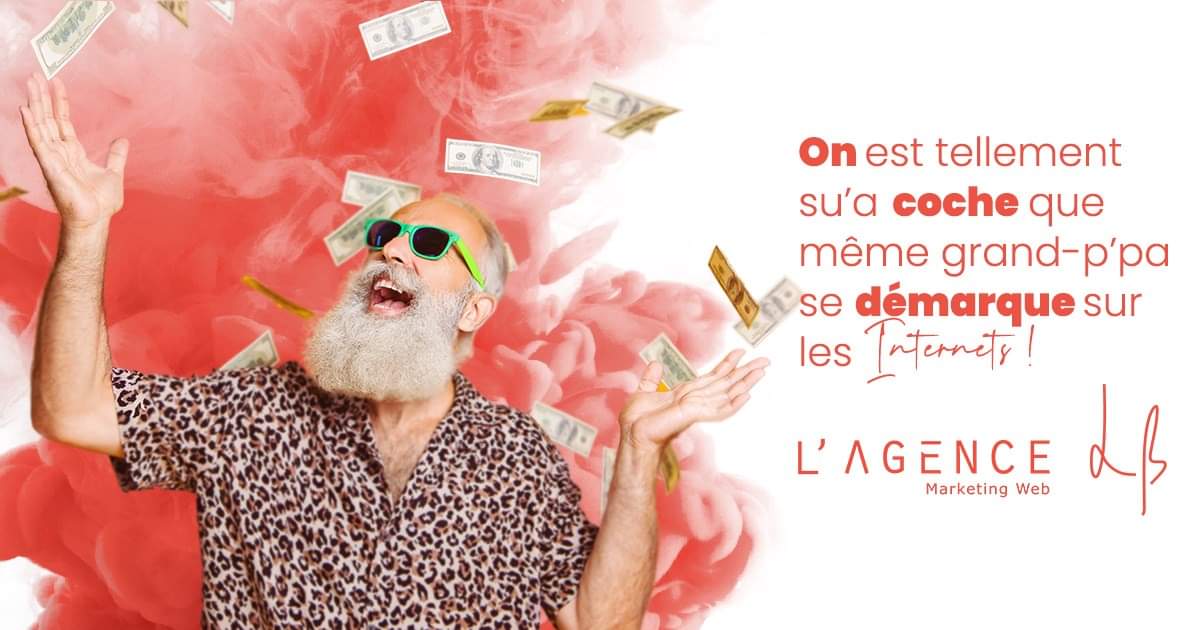 On est tellement
su'a coche que
même grand-p'pa
se démarque sur
les Internets !
L'AGENCE
Marketing Web
LB